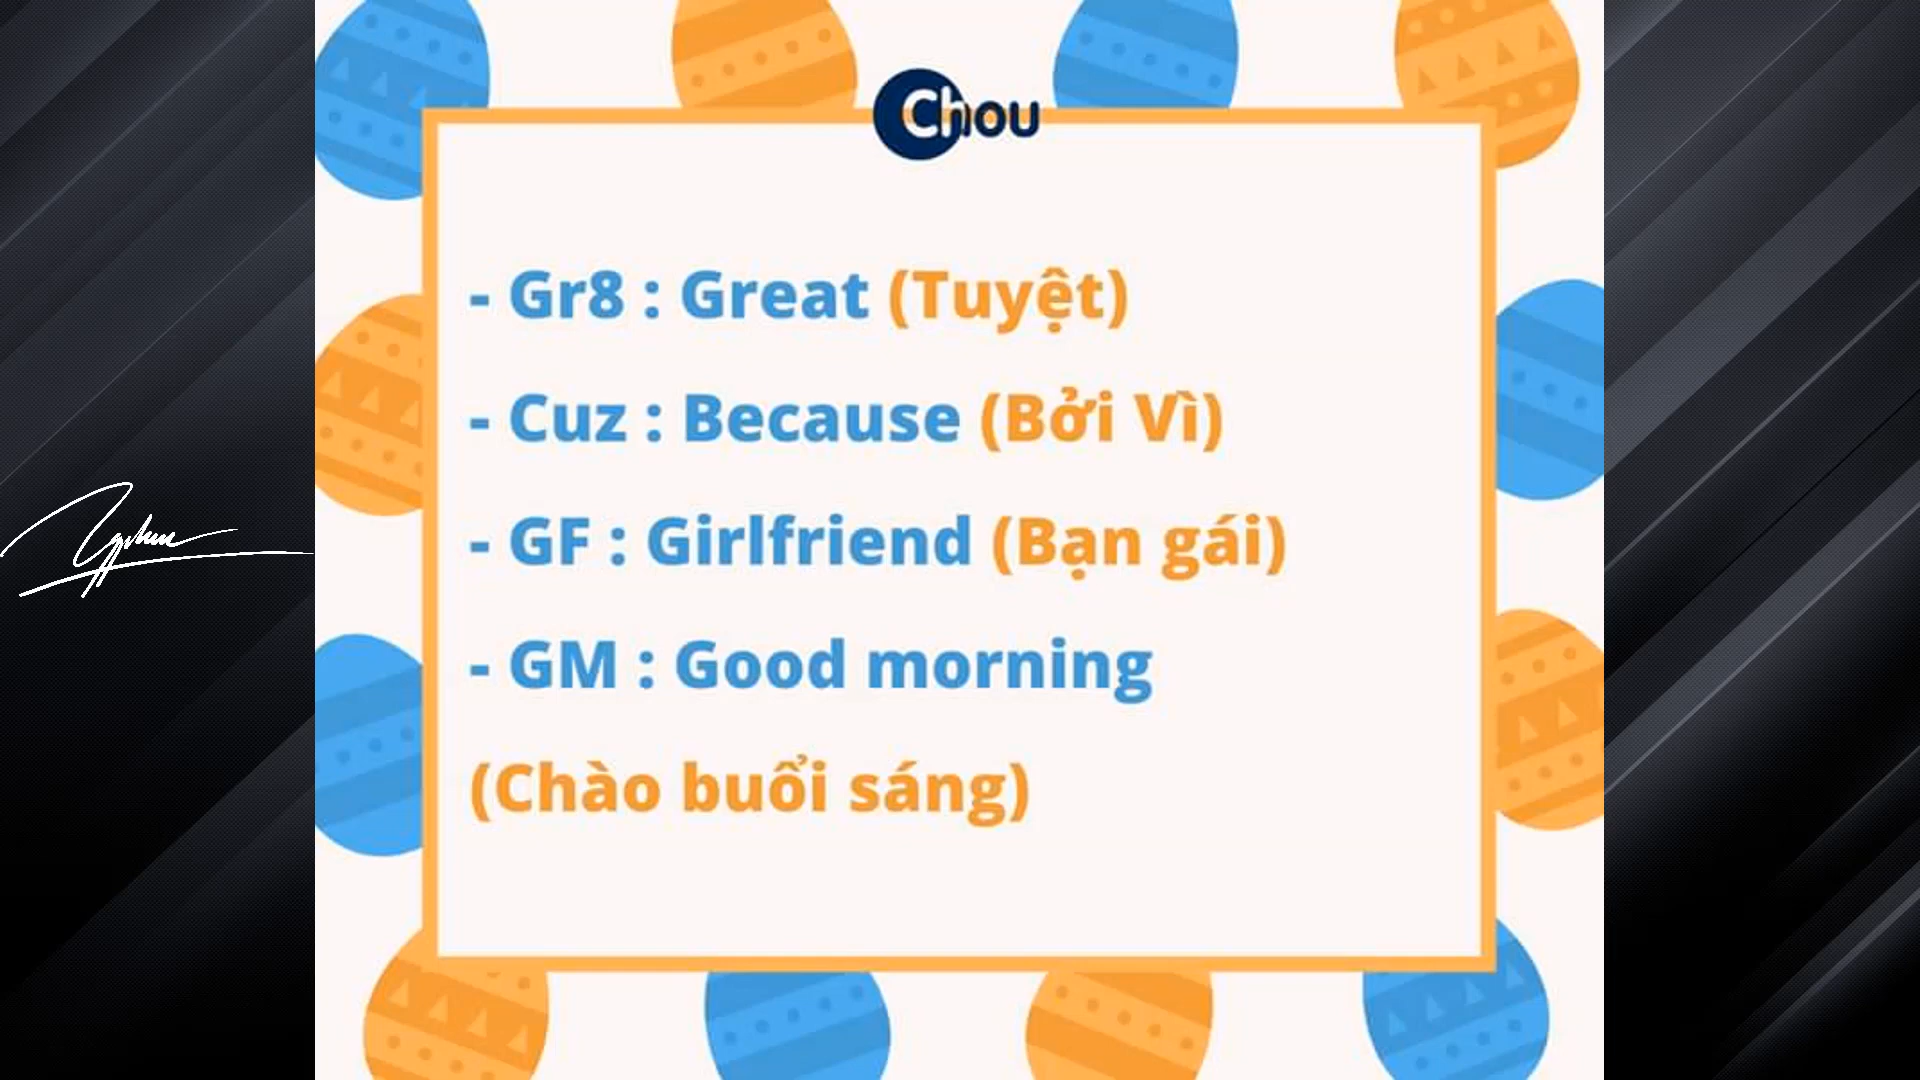 Chou
- Gr8 : Great (Tuyệt)
- Cuz : Because (Bởi Vì)
- GF : Girlfriend (Bạn gái)
- GM : Good morning
(Chào buổi sáng)